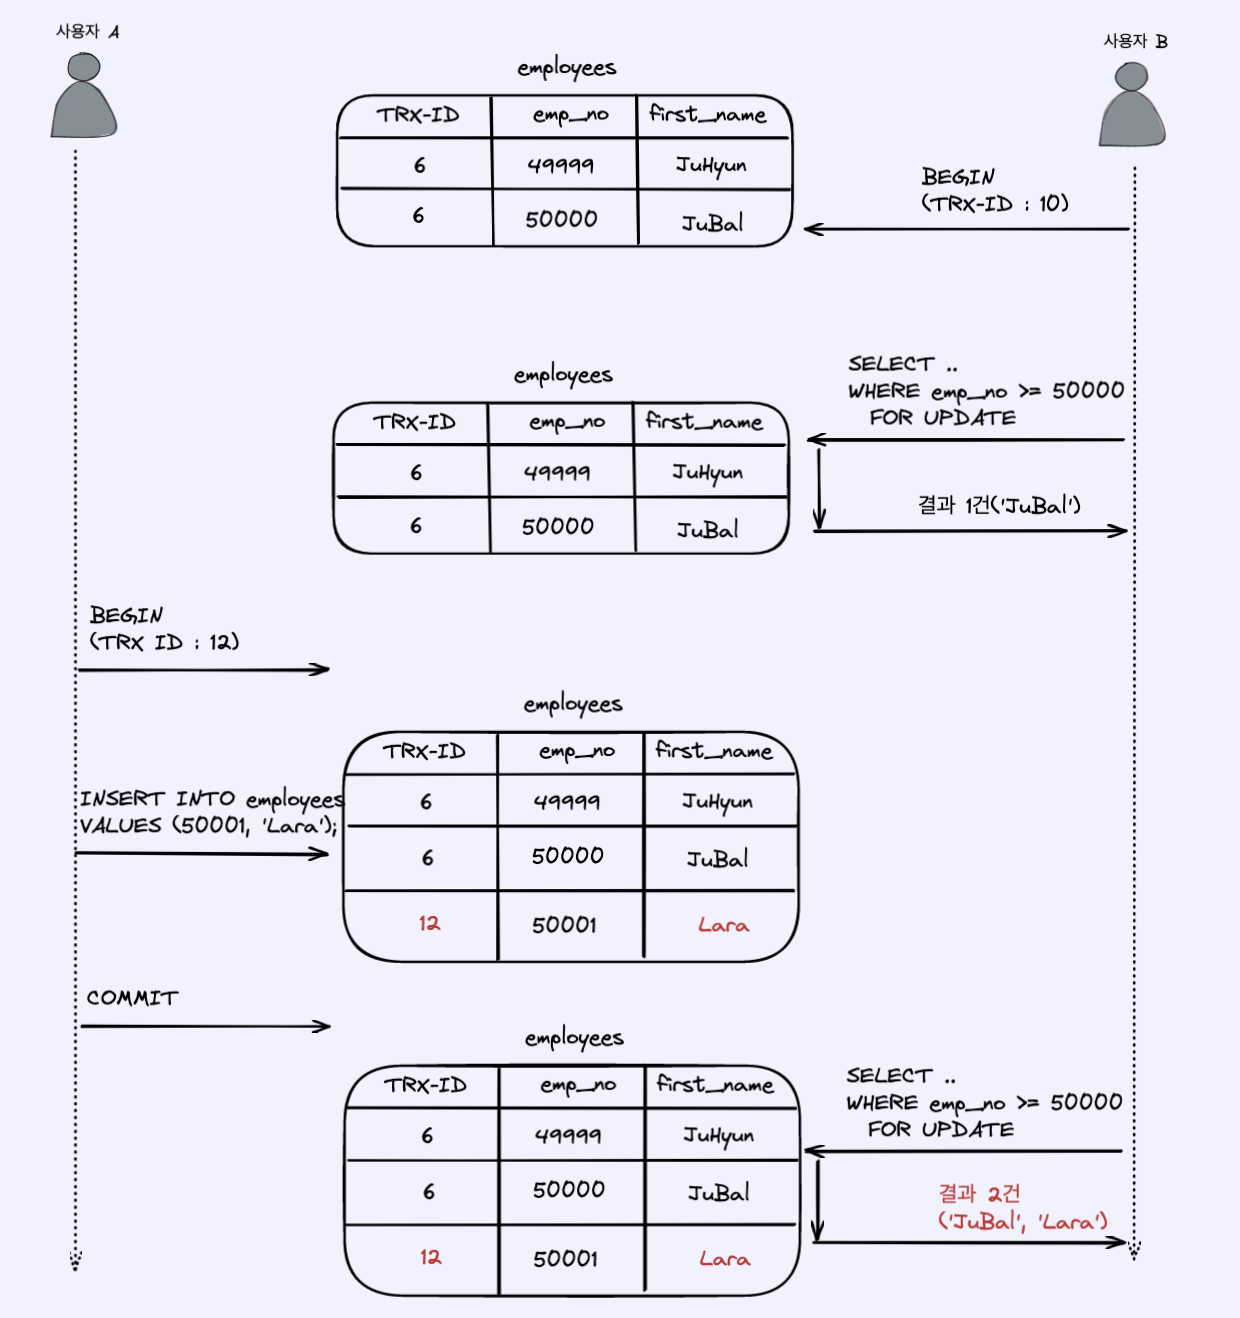 사용자 A
사용자 B
employees
TRX-ID emp_no first_name
6 49999 JuHyun
6 50000 JuBal
BEGIN
(TRX-ID : 10)
SELECT ..
WHERE emp_no >= 50000
FOR UPDATE
employees
TRX-ID emp_no first_name
6 49999 JuHyun
6 50000 JuBal
결과 1건('JuBal')
BEGIN
(TRX ID : 12)
employees
TRX-ID emp_no first_name
6 49999 JuHyun
6 50000 JuBal
12 50001 Lara
INSERT INTO employees
VALUES (50001, 'Lara');
COMMIT
employees
TRX-ID emp_no first_name
6 49999 JuHyun
6 50000 JuBal
12 50001 Lara
SELECT ..
WHERE emp_no >= 50000
FOR UPDATE
결과 2건
('JuBal', 'Lara')